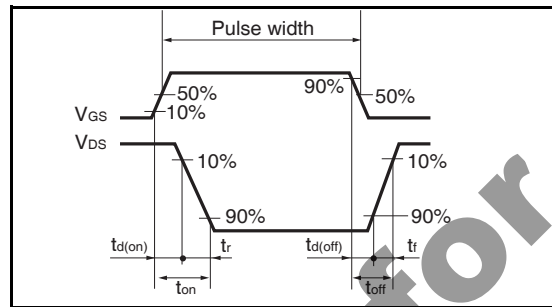 Pulse width
90%
50%
50%
10%
VGS
VDS
10%
10%
90%
90%
td(on)
tr
td(off)
tf
ton
toff
for